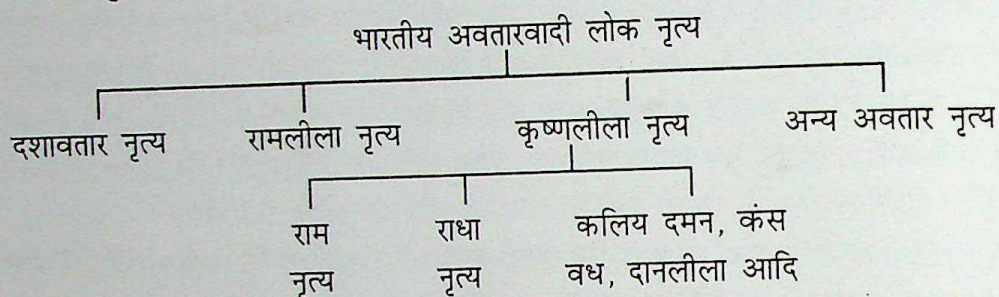 भारतीय अवतारवादी लोक नृत्य
दशावतार नृत्य रामलीला नृत्य कृष्णलीला नृत्य अन्य अवतार नृत्य
राम राधा कलिय दमन, कंस
नृत्य नृत्य वध, दानलीला आदि